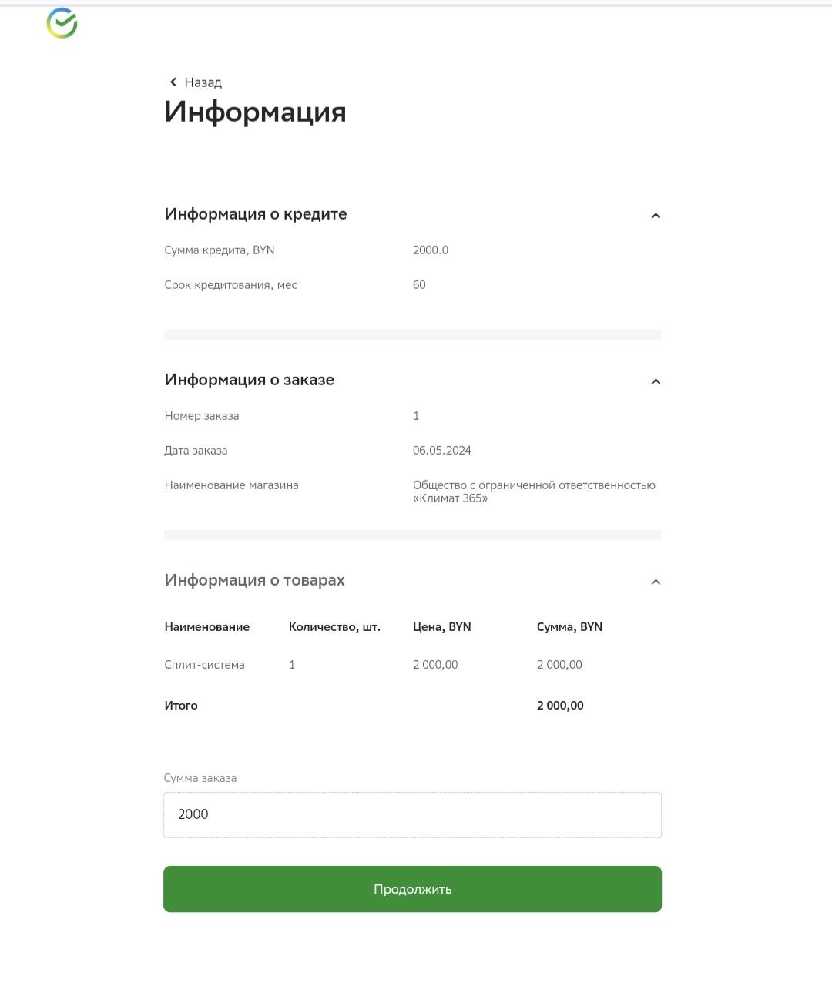 Назад
Информация
Информация о кредите
Сумма кредита, BYN 2000.0
Срок кредитования, мес 60
Информация о заказе
Номер заказа 1
Дата заказа 06.05.2024
Наименование магазина Общество с ограниченной ответственностью
«Климат 365»
Информация о товарах
Наименование Количество, шт. Цена, BYN Сумма, BYN
Сплит-система 1 2 000,00 2 000,00
Итого 2 000,00
Сумма заказа
2000
Продолжить